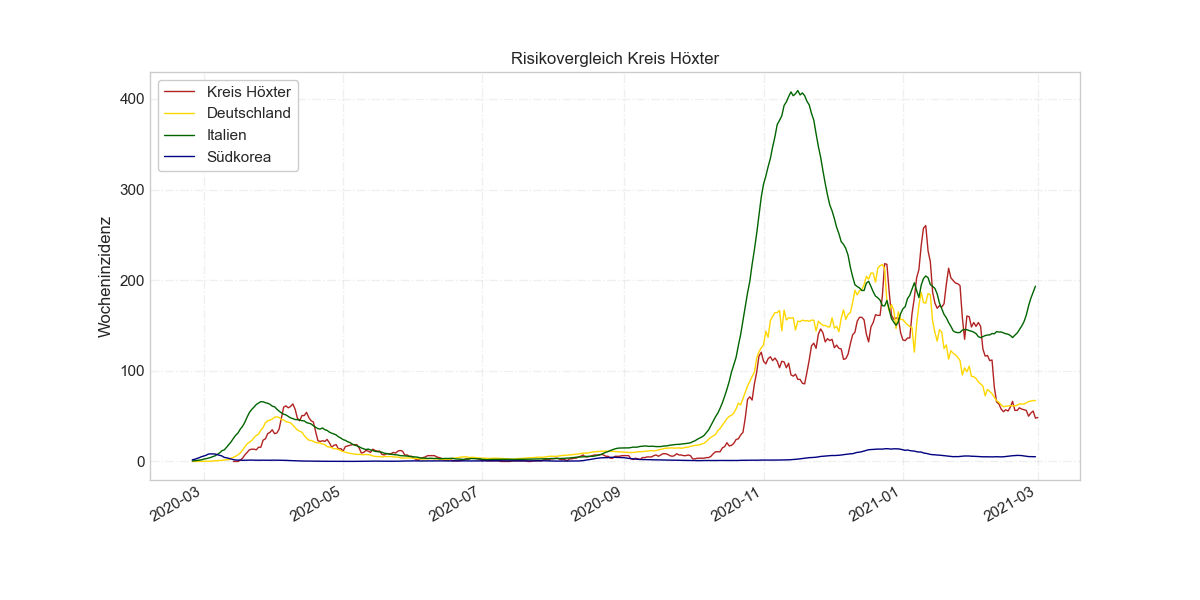 Risikovergleich Kreis Höxter
Kreis Höxter
Deutschland
Italien
Südkorea
Wocheninzidenz
400
300
200
100
0
2020-03
2020-05
2020-07
2020-09
2020-11
2021-01
2021-03